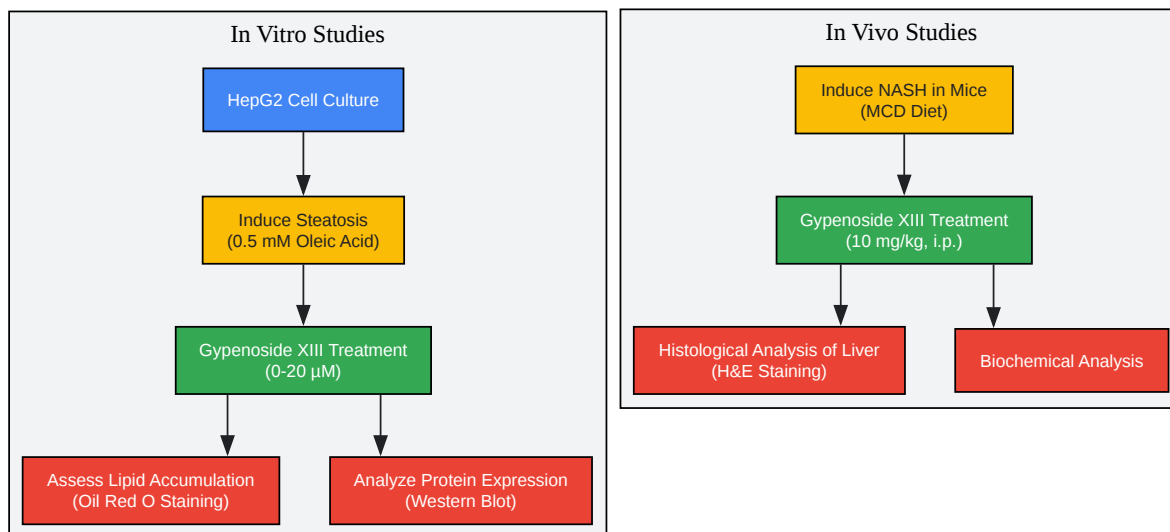 In Vitro Studies
HepG2 Cell Culture
Induce Steatosis
(0.5 mM Oleic Acid)
Gypenoside XIII Treatment
(0-20 µM)
Assess Lipid Accumulation
(Oil Red O Staining)
Analyze Protein Expression
(Western Blot)
In Vivo Studies
Induce NASH in Mice
(MCD Diet)
Gypenoside XIII Treatment
(10 mg/kg, i.p.)
Histological Analysis of Liver
(H&E Staining)
Biochemical Analysis